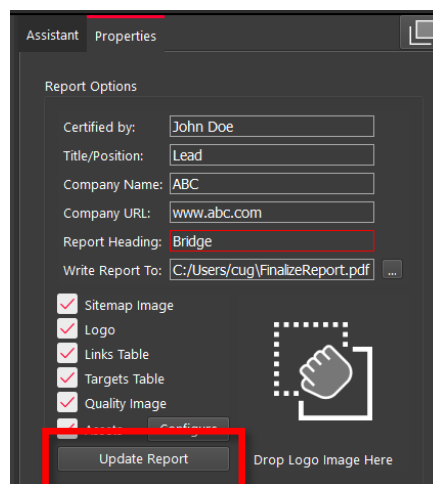 Assistant Properties
Report Options
Certified by: John Doe
Title/Position: Lead
Company Name: ABC
Company URL: www.abc.com
Report Heading: Bridge
Write Report To: C:/Users/cug\FinalizeReport.pdf ...
Sitemap Image
Logo
Links Table
Targets Table
Quality Image
Update Report Drop Logo Image Here